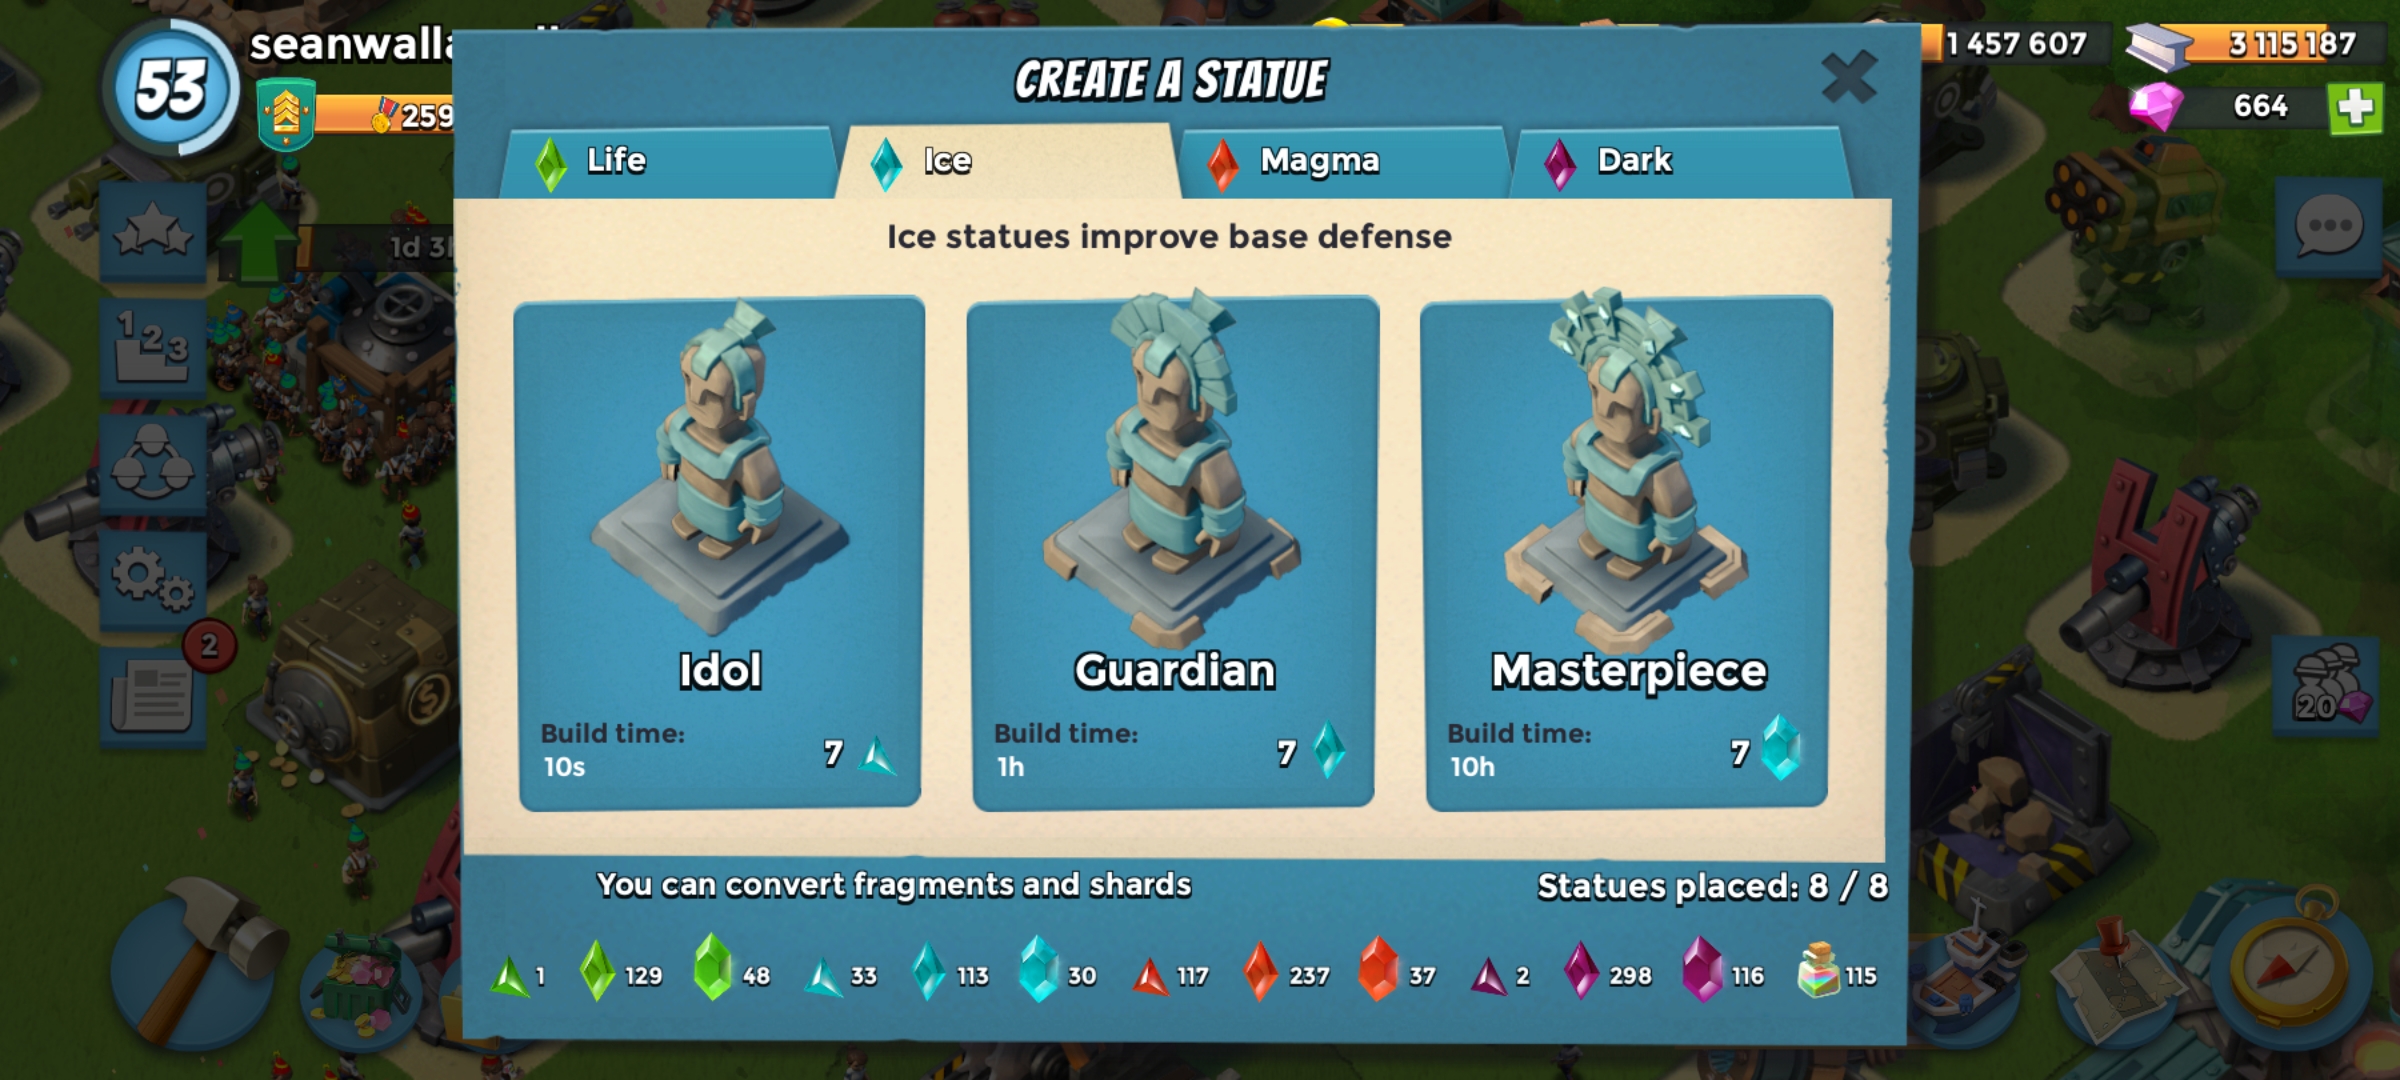 53
259
CREATE A STATUE
1 457 607
3 115 187
664
Life
Ice
Magma
Dark
Ice statues improve base defense
1d 3
1 2 3
2
Idol
Guardian
Masterpiece
Build time:
10s
7
Build time:
1h
7
Build time:
10h
7
20
You can convert fragments and shards
Statues placed: 8 / 8
1 129 48 33 113 30 117 237 37 2 298 116 115